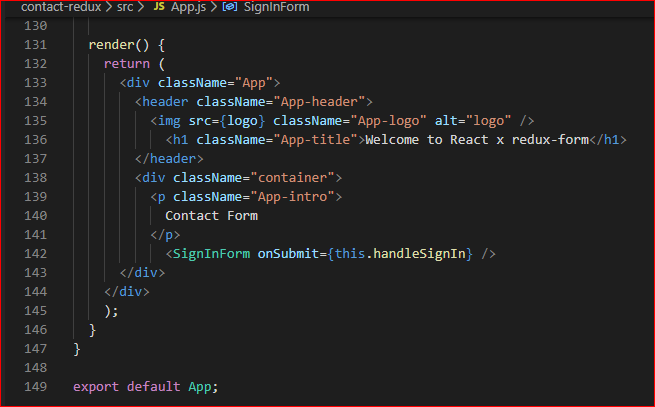 contact-redux > src > JS App.js > SignInForm
130
131 render() {
132 return (
133 <div className="App">
134 <header className="App-header">
135 <img src={logo} className="App-logo" alt="logo" />
136 <h1 className="App-title">Welcome to React x redux-form</h1>
137 </header>
138 <div className="container">
139 <p className="App-intro">
140 Contact Form
141 </p>
142 <SignInForm onSubmit={this.handleSignIn} />
143 </div>
144 </div>
145 );
146 }
147 }
148
149 export default App;